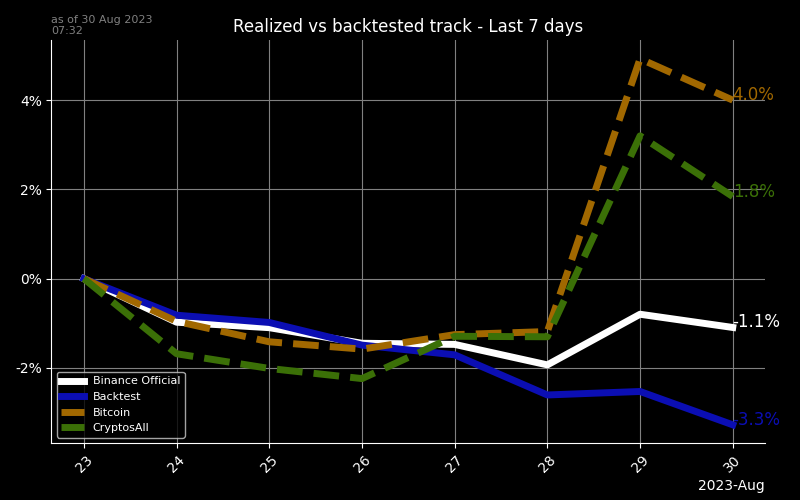 as of 30 Aug 2023
07:32
Realized vs backtested track - Last 7 days
4%
2%
0%
-2%
4.0%
1.8%
-1.1%
-3.3%
Binance Official
Backtest
Bitcoin
CryptosAll
23
24
25
26
27
28
29
30
2023-Aug